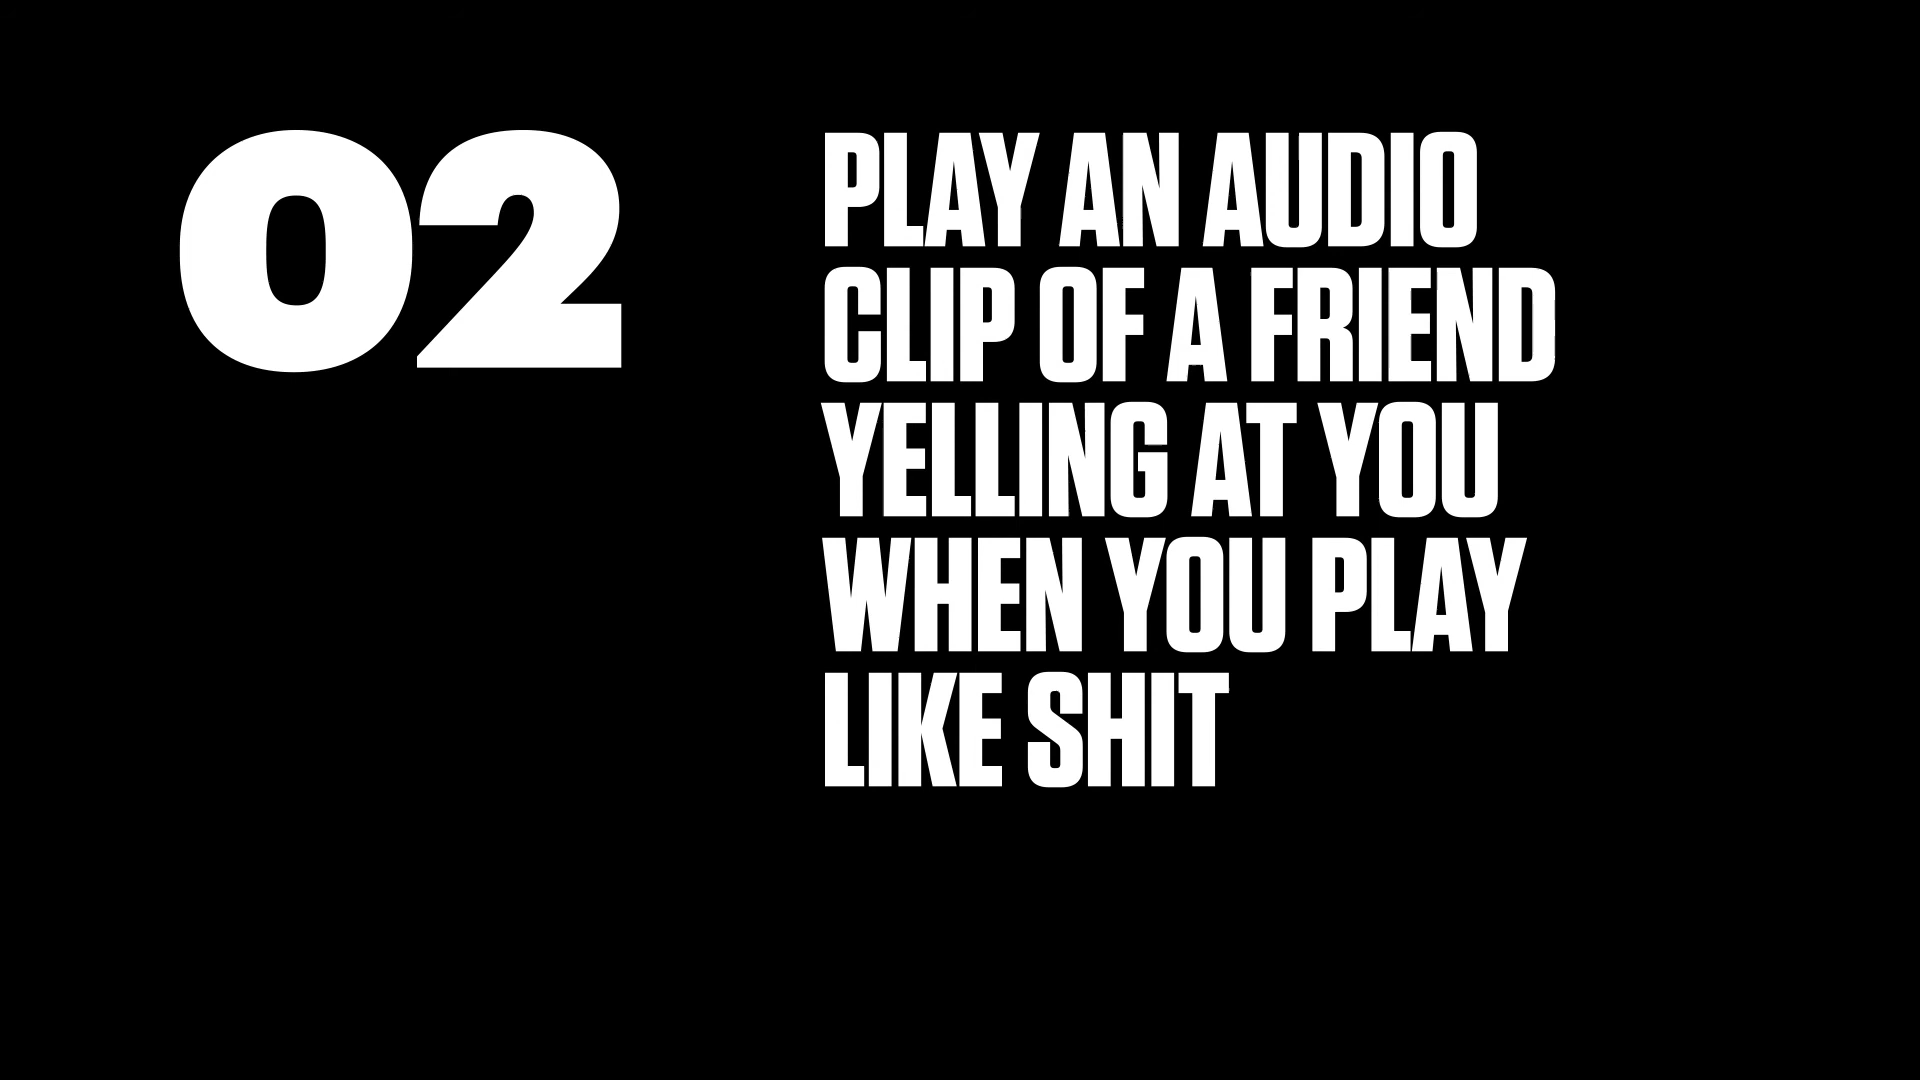 02
PLAY AN AUDIO
CLIP OF A FRIEND
YELLING AT YOU
WHEN YOU PLAY
LIKE SHIT